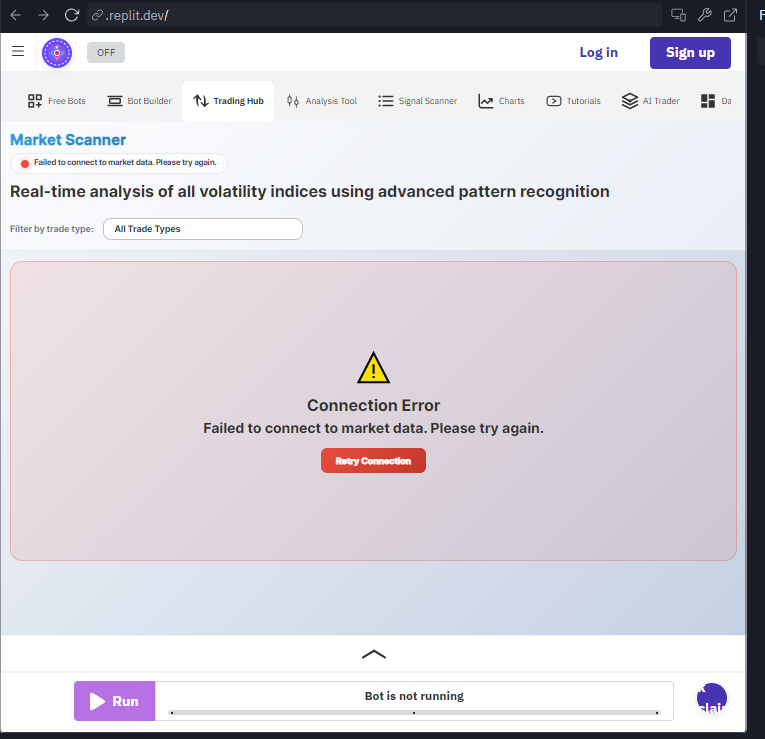 .replit.dev/
OFF
Log in
Sign up
Free Bots
Bot Builder
Trading Hub
Analysis Tool
Signal Scanner
Charts
Tutorials
AI Trader
Da
Market Scanner
Failed to connect to market data. Please try again.
Real-time analysis of all volatility indices using advanced pattern recognition
Filter by trade type:
All Trade Types
Connection Error
Failed to connect to market data. Please try again.
Retry Connection
Run
Bot is not running